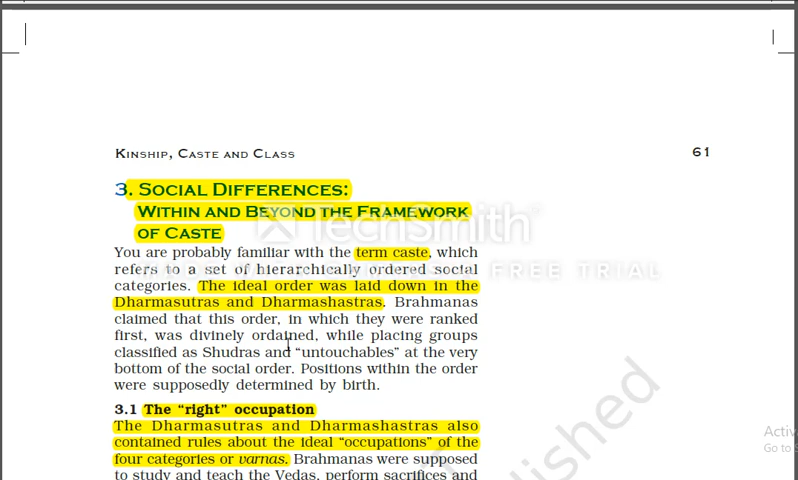 KINSHIP, CASTE AND CLASS
61
3. SOCIAL DIFFERENCES:
WITHIN AND BEYOND THE FRAMEWORK
OF CASTE
TechSmith
You are probably familiar with the term caste, which
refers to a set of hierarchically ordered social
FREE TRIAL
categories. The ideal order was laid down in the
Dharmasutras and Dharmashastras. Brahmanas
claimed that this order, in which they were ranked
first, was divinely ordained, while placing groups
classified as Shudras and “untouchables” at the very
bottom of the social order. Positions within the order
were supposedly determined by birth.
3.1 The “right” occupation
The Dharmasutras and Dharmashastras also
contained rules about the ideal “occupations” of the
four categories or varnas. Brahmanas were supposed
to study and teach the Vedas, perform sacrifices and
Go to